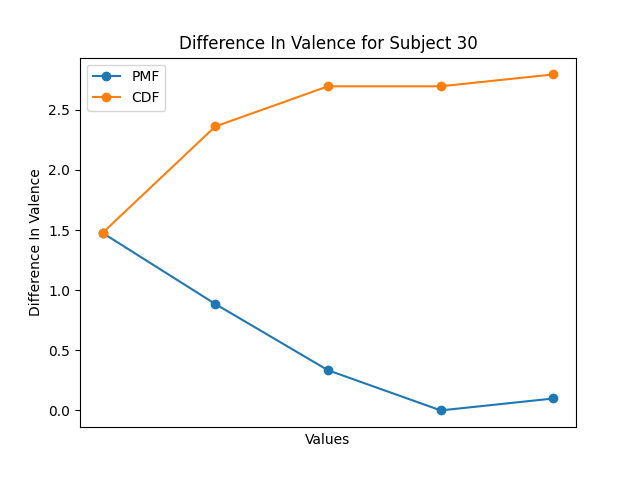 Difference In Valence for Subject 30
PMF
CDF
2.5
2.0
1.5
1.0
0.5
0.0
Difference In Valence
Values